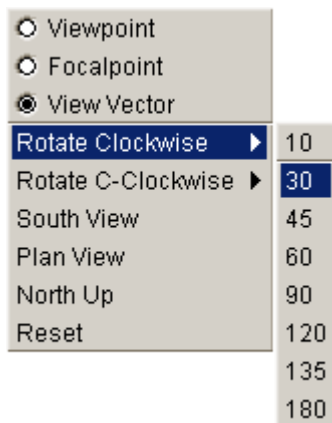 Viewpoint
Focalpoint
View Vector
Rotate Clockwise
Rotate C-Clockwise
South View
Plan View
North Up
Reset
10
30
45
60
90
120
135
180